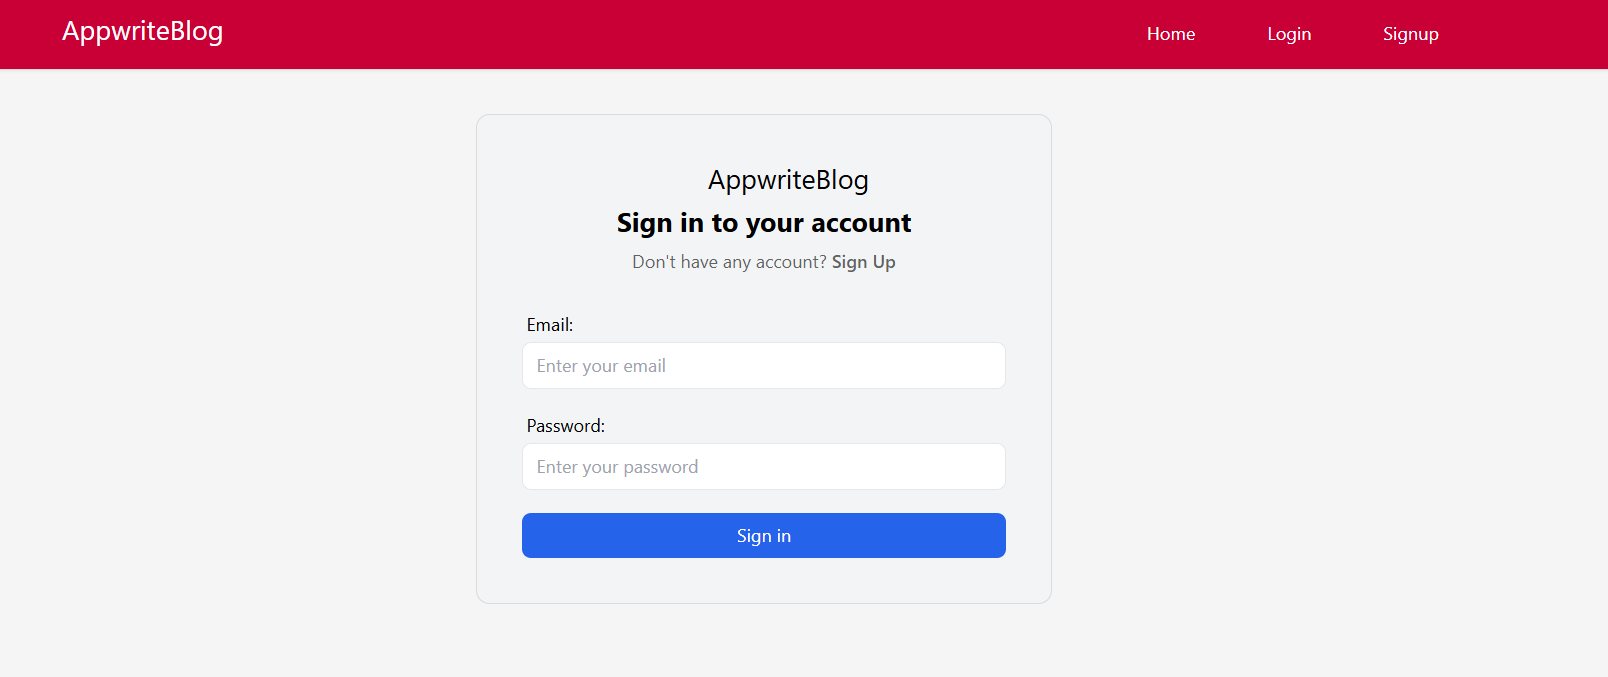 AppwriteBlog
Home Login Signup
AppwriteBlog
Sign in to your account
Don't have any account? Sign Up
Email:
Enter your email
Password:
Enter your password
Sign in